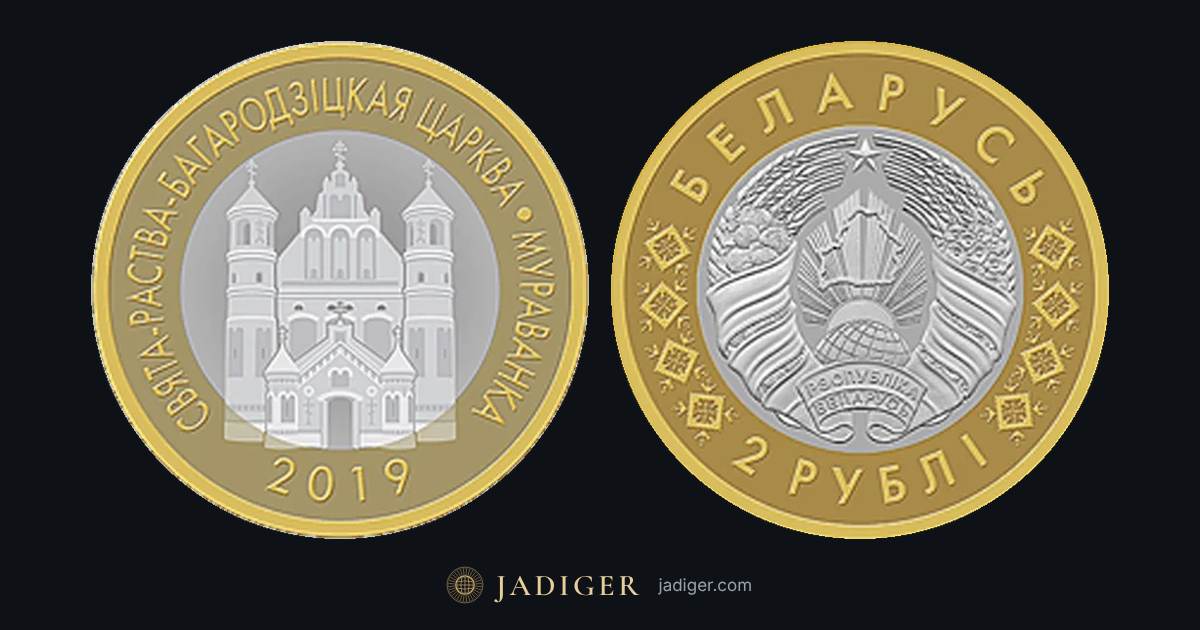 СВЯТА-РАСТВА-БАГАРОДЗІЦКАЯ ЦАРКВА • МУРАВАНКА
2019
БЕЛАРУСЬ
РЭСПУБЛІКА
БЕЛАРУСЬ
2 РУБЛІ
JADIGER jadiger.com